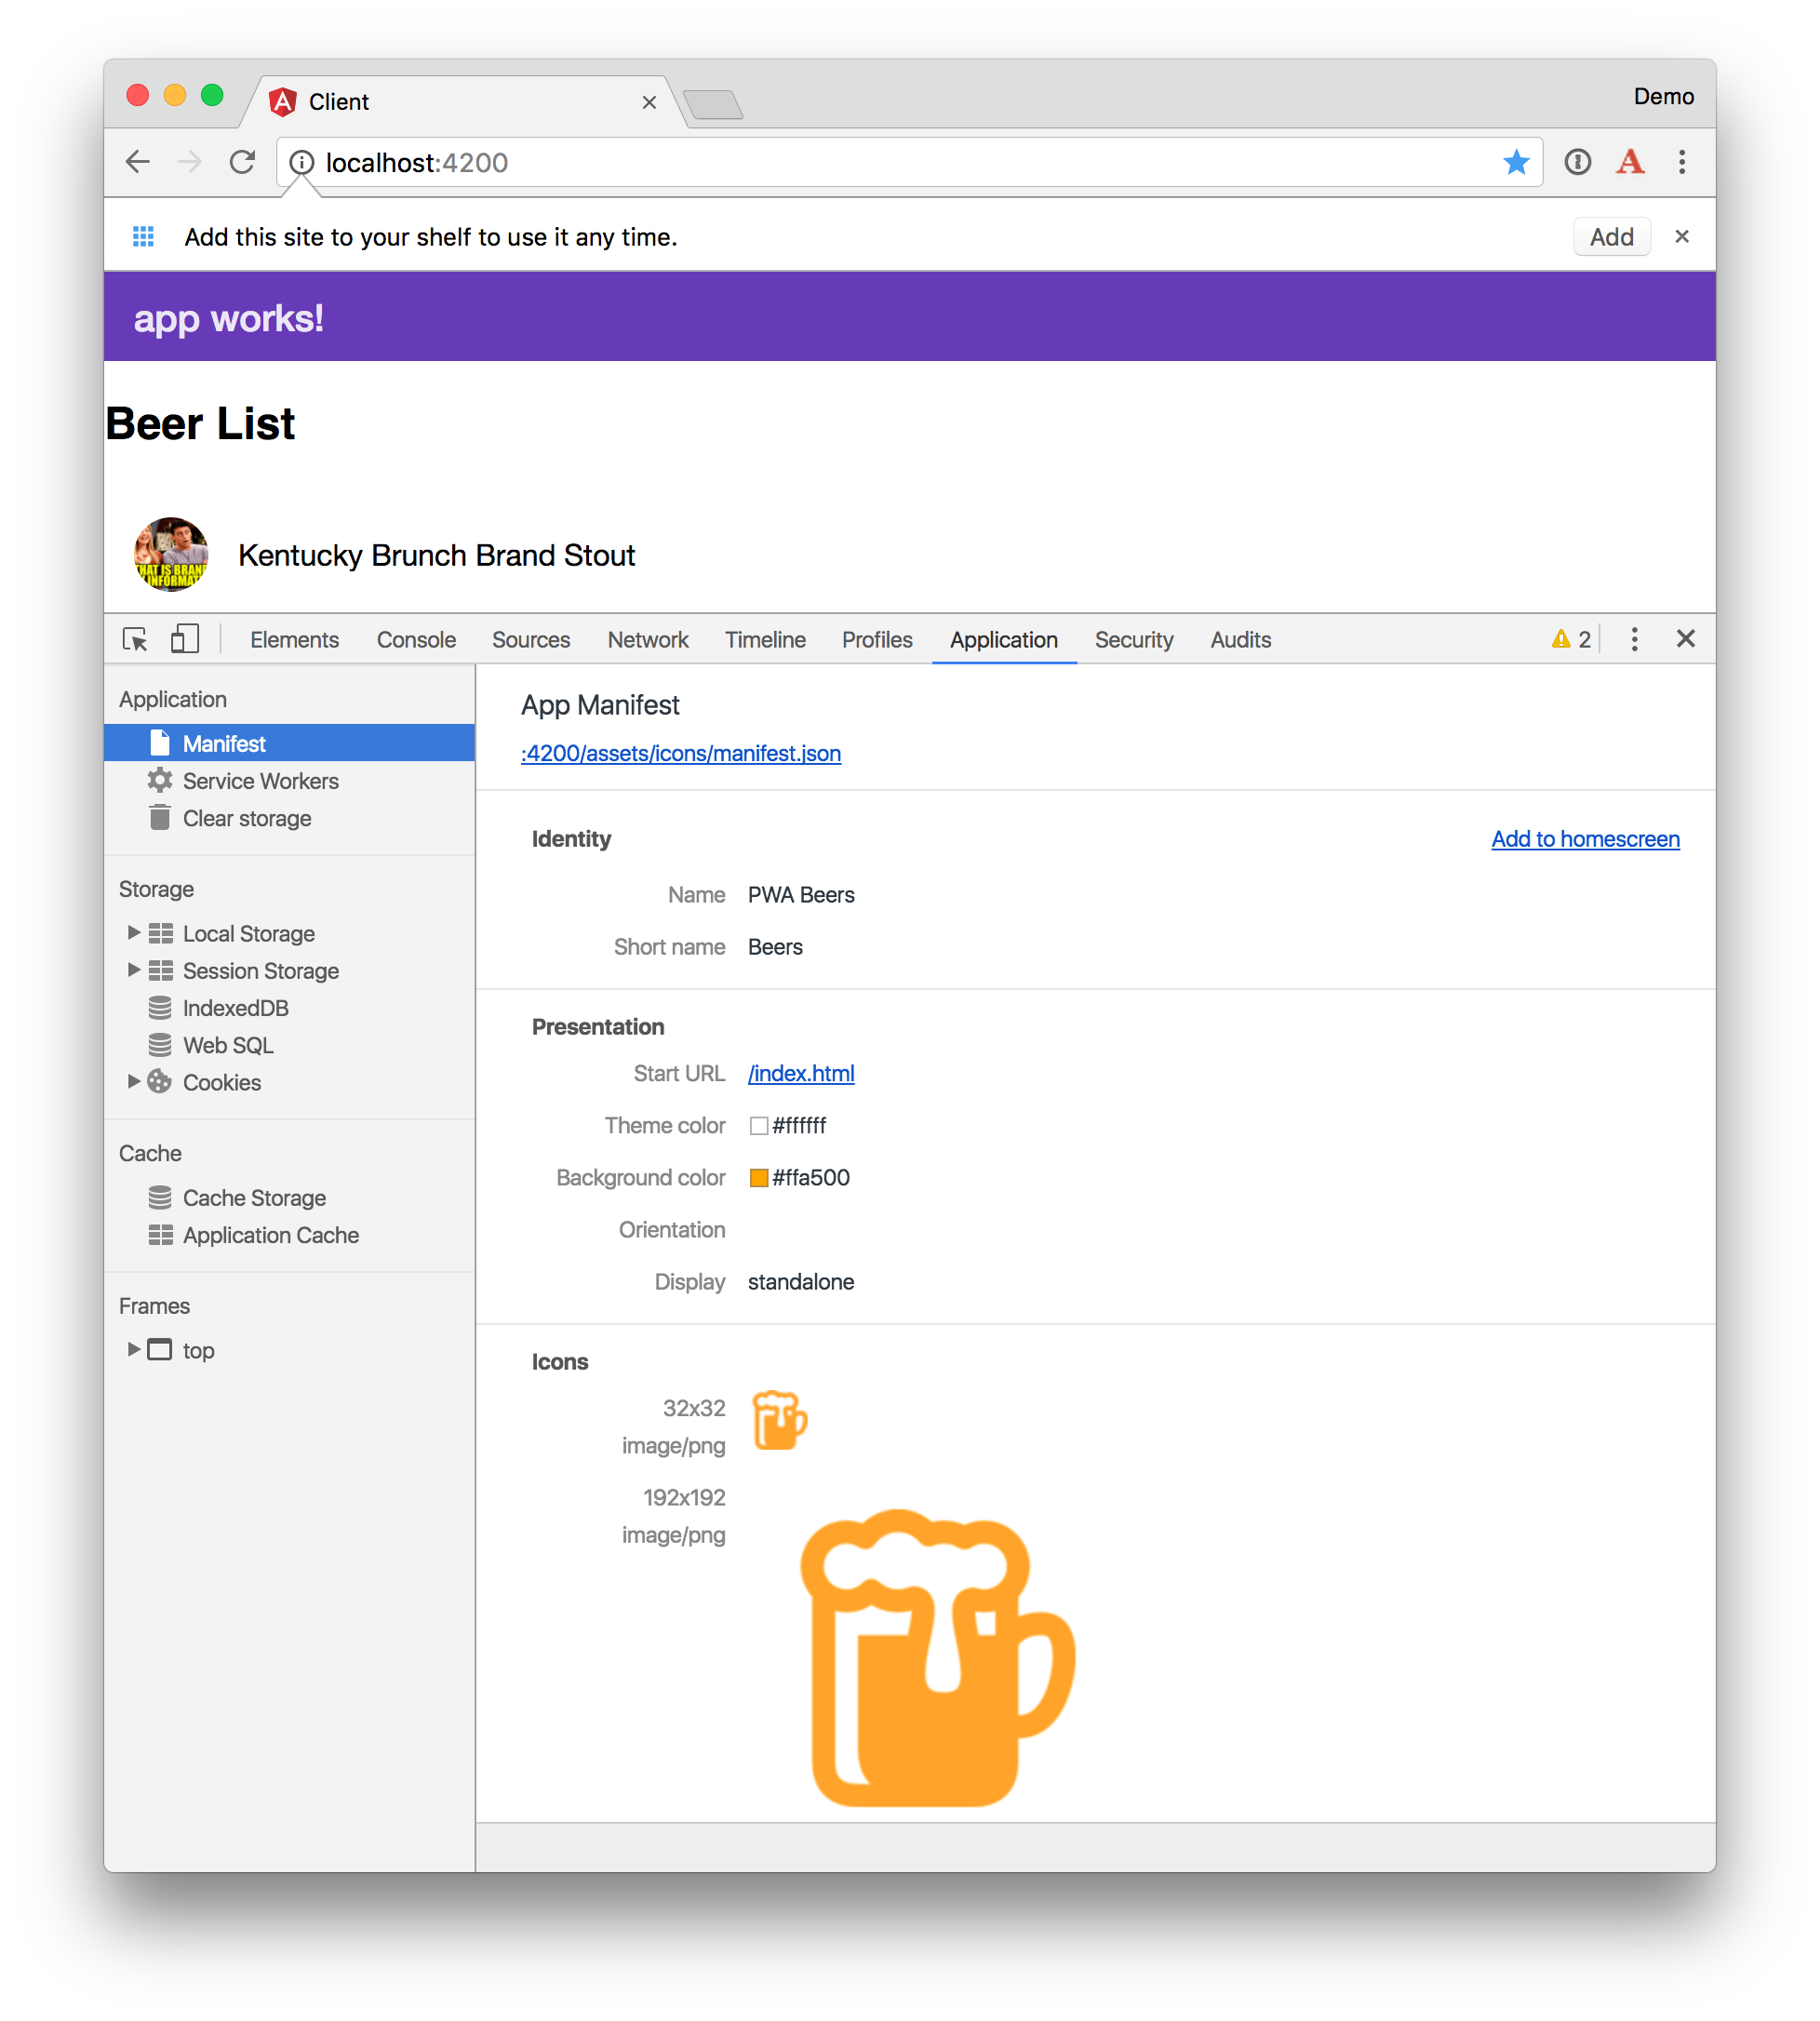 Client
Demo
localhost:4200
Add this site to your shelf to use it any time.
Add
app works!
Beer List
Kentucky Brunch Brand Stout
Elements Console Sources Network Timeline Profiles Application Security Audits 2
Application
Manifest
Service Workers
Clear storage
Storage
Local Storage
Session Storage
IndexedDB
Web SQL
Cookies
Cache
Cache Storage
Application Cache
Frames
top
App Manifest
:4200/assets/icons/manifest.json
Identity
Add to homescreen
Name PWA Beers
Short name Beers
Presentation
Start URL /index.html
Theme color #ffffff
Background color #ffa500
Orientation
Display standalone
Icons
32x32
image/png
192x192
image/png